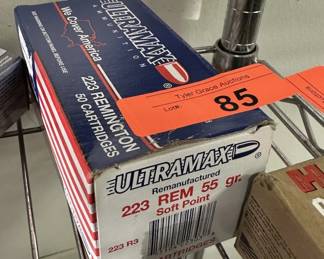 ULTRAMAX
AMMUNITION
We Cover America
223 REMINGTON
50 CARTRIDGES
Tyler Grace Auctions
Lot#:
85
ULTRAMAX
Remanufactured
223 REM 55 gr.
Soft Point
223 R3
CARTRIDGES